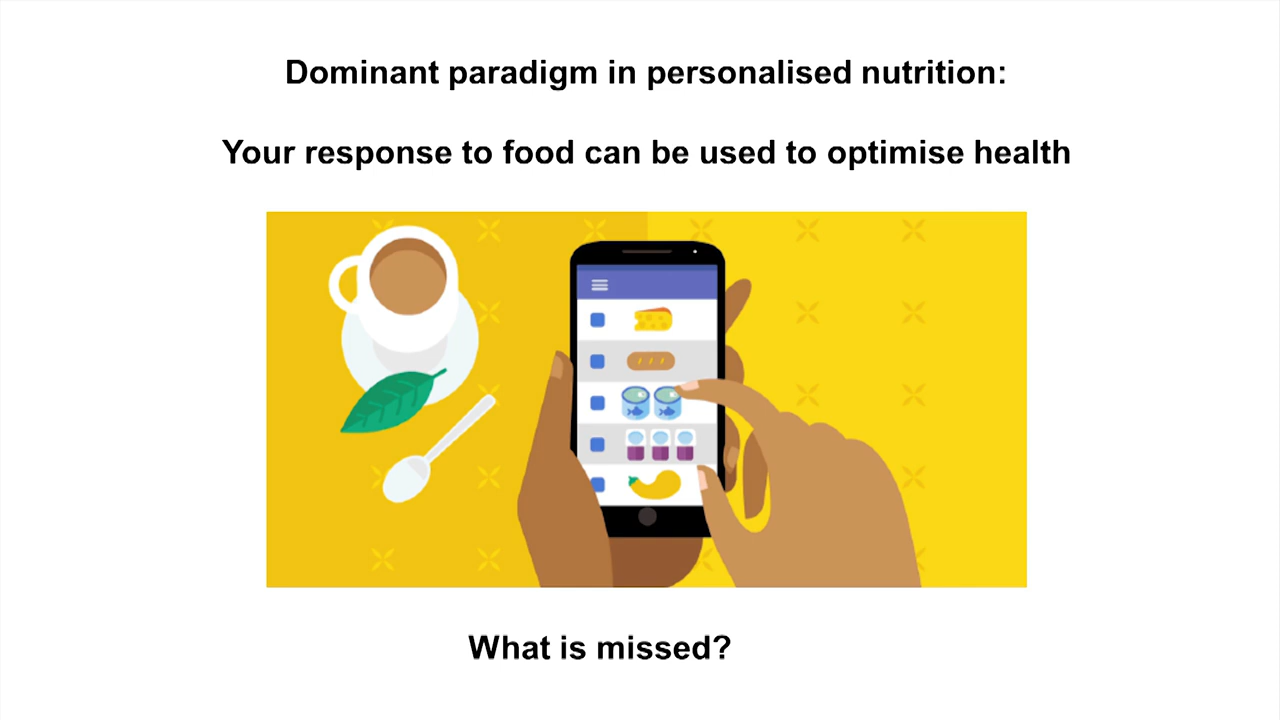 Dominant paradigm in personalised nutrition:
Your response to food can be used to optimise health
What is missed?